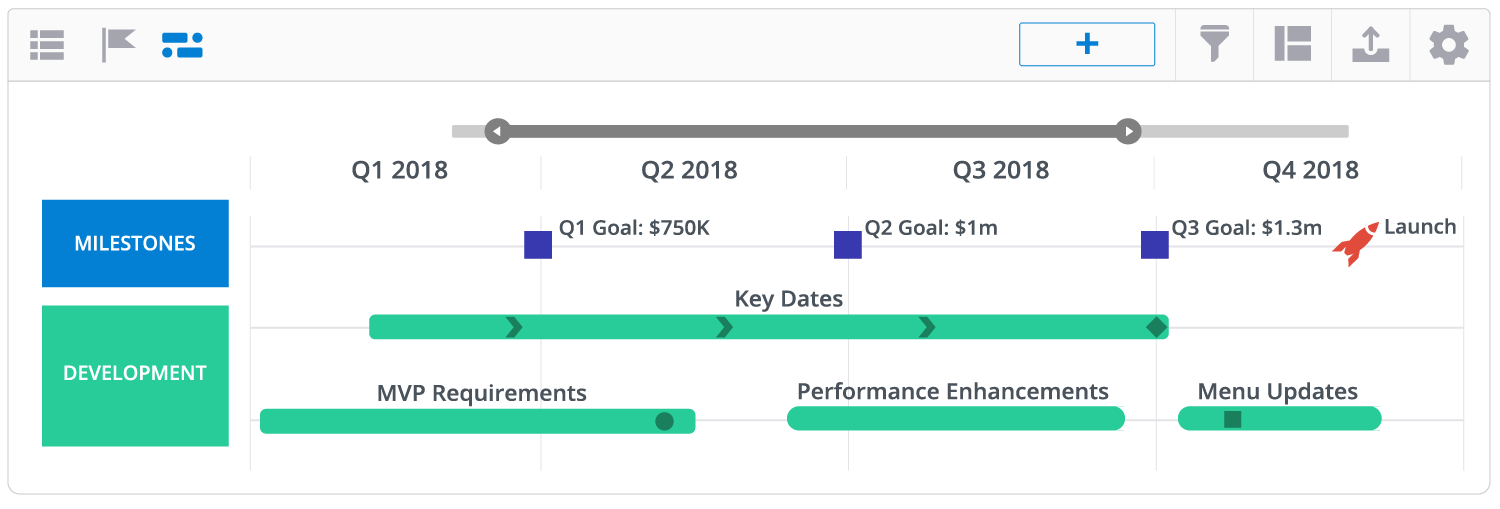 Q1 2018
Q2 2018
Q3 2018
Q4 2018
MILESTONES
Q1 Goal: $750K
Q2 Goal: $1m
Q3 Goal: $1.3m
Launch
Key Dates
DEVELOPMENT
MVP Requirements
Performance Enhancements
Menu Updates